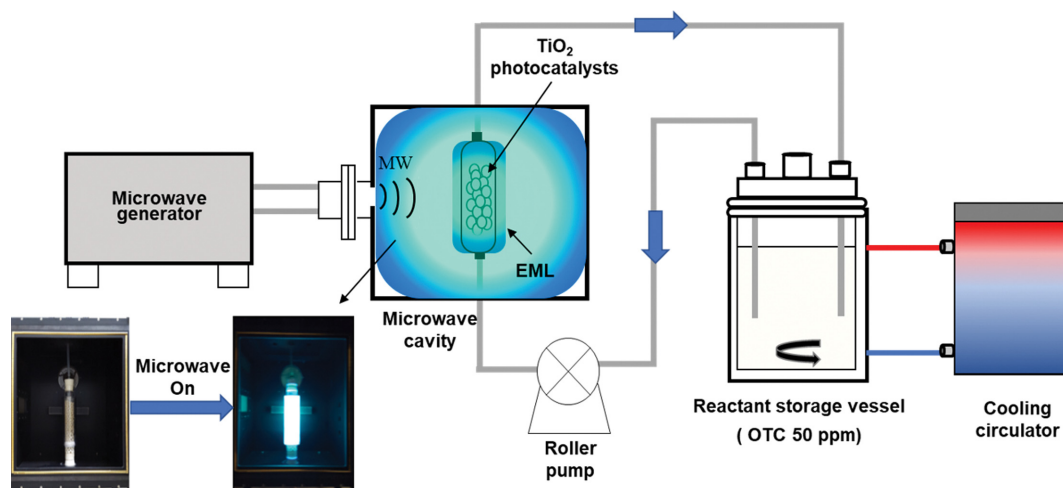 TiO₂
photocatalysts
MW
Microwave
generator
EML
Microwave
cavity
Microwave
On
Roller
pump
Reactant storage vessel
( OTC 50 ppm)
Cooling
circulator